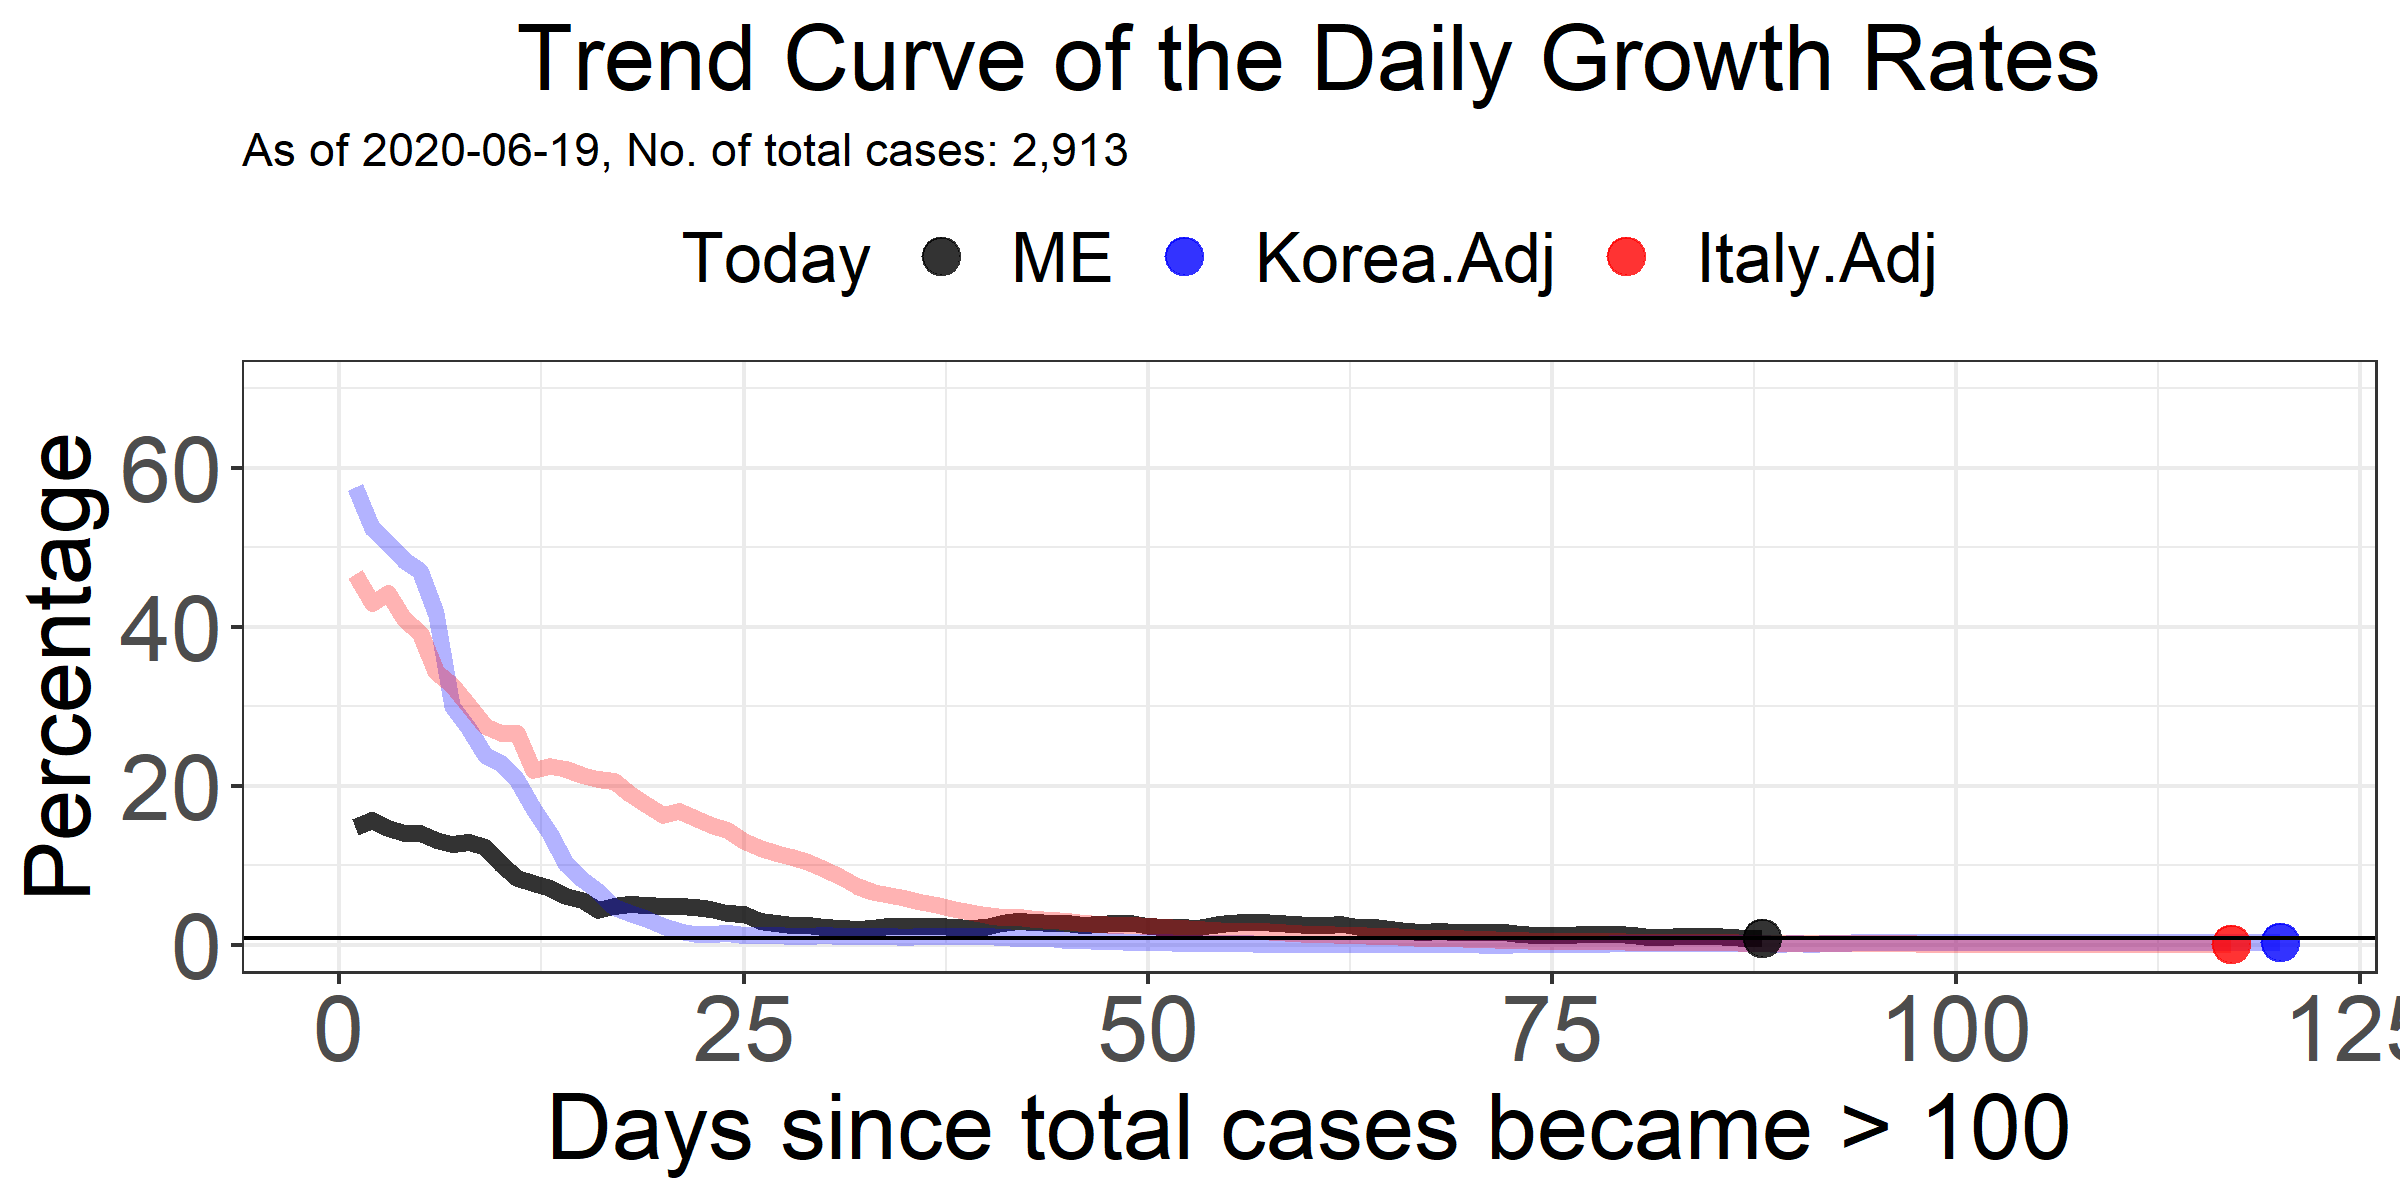 Trend Curve of the Daily Growth Rates
As of 2020-06-19, No. of total cases: 2,913
Today ME Korea.Adj Italy.Adj
Percentage
60
40
20
0
0 25 50 75 100 125
Days since total cases became > 100